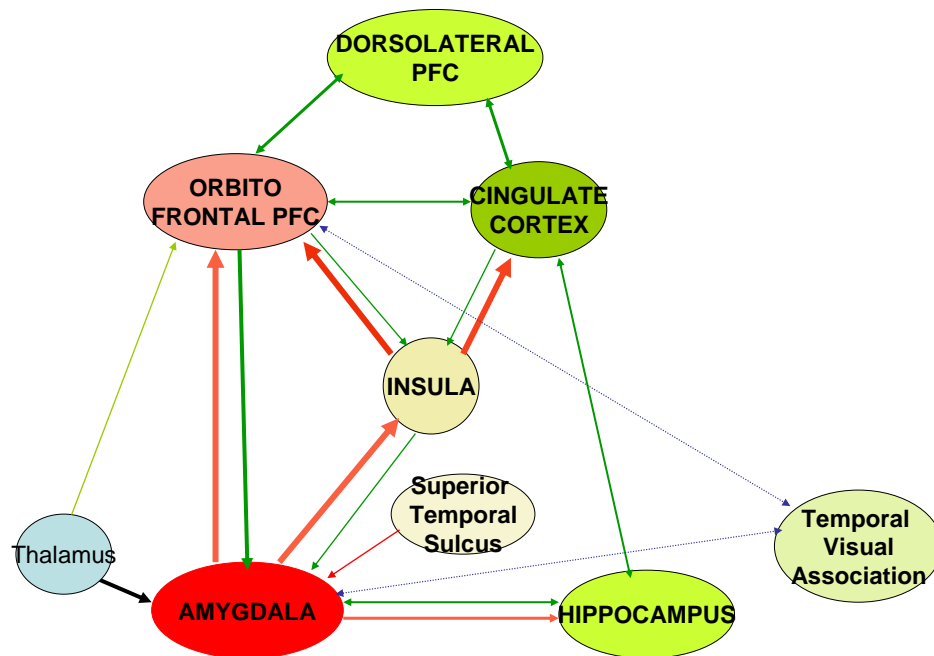 DORSOLATERAL
PFC
ORBITO
FRONTAL PFC
CINGULATE
CORTEX
INSULA
Superior
Temporal
Sulcus
Thalamus
Temporal
Visual
Association
AMYGDALA
HIPPOCAMPUS